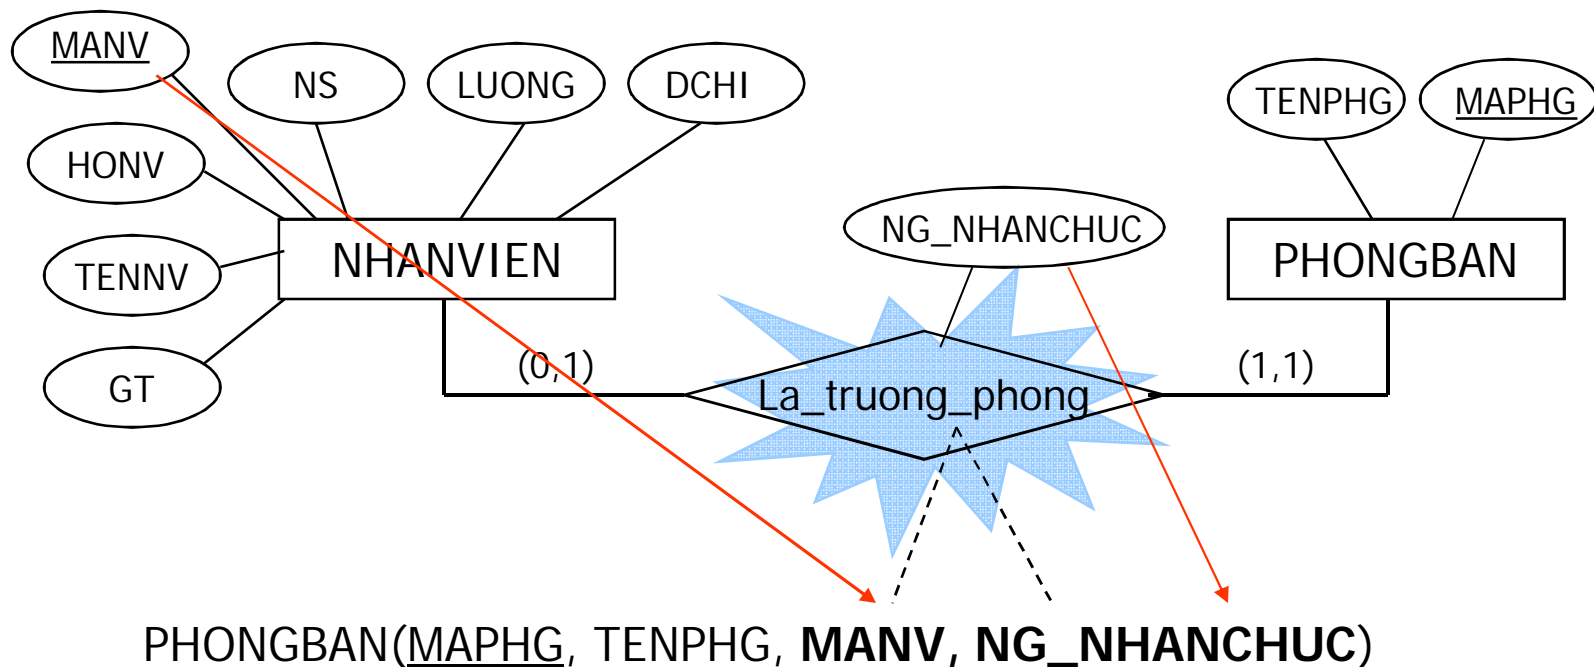 MANV
NS
LUONG
DCHI
TENPHG
MAPHG
HONV
NG_NHANCHUC
TENNV
NHANVIEN
PHONGBAN
GT
(0,1)
(1,1)
La_truong_phong
PHONGBAN(MAPHG, TENPHG, MANV, NG_NHANCHUC)